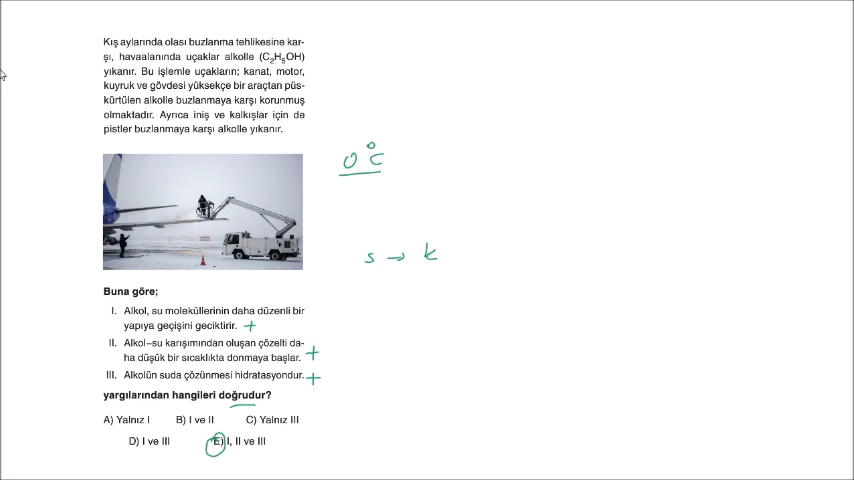 Kış aylarında olası buzlanma tehlikesine kar-
şı, havaalanında uçaklar alkolle (C₂H₅OH)
yıkanır. Bu işlemle uçakların; kanat, motor,
kuyruk ve gövdesi yüksekçe bir araçtan püs-
kürtülen alkolle buzlanmaya karşı korunmuş
olmaktadır. Ayrıca iniş ve kalkışlar için de
pistler buzlanmaya karşı alkolle yıkanır.
0°C
s → k
Buna göre;
I. Alkol, su moleküllerinin daha düzenli bir
yapıya geçişini geciktirir. +
II. Alkol–su karışımından oluşan çözelti da-
ha düşük bir sıcaklıkta donmaya başlar. +
III. Alkolün suda çözünmesi hidratasyondur. +
yargılarından hangileri doğrudur?
A) Yalnız I B) I ve II C) Yalnız III
D) I ve III E) I, II ve III